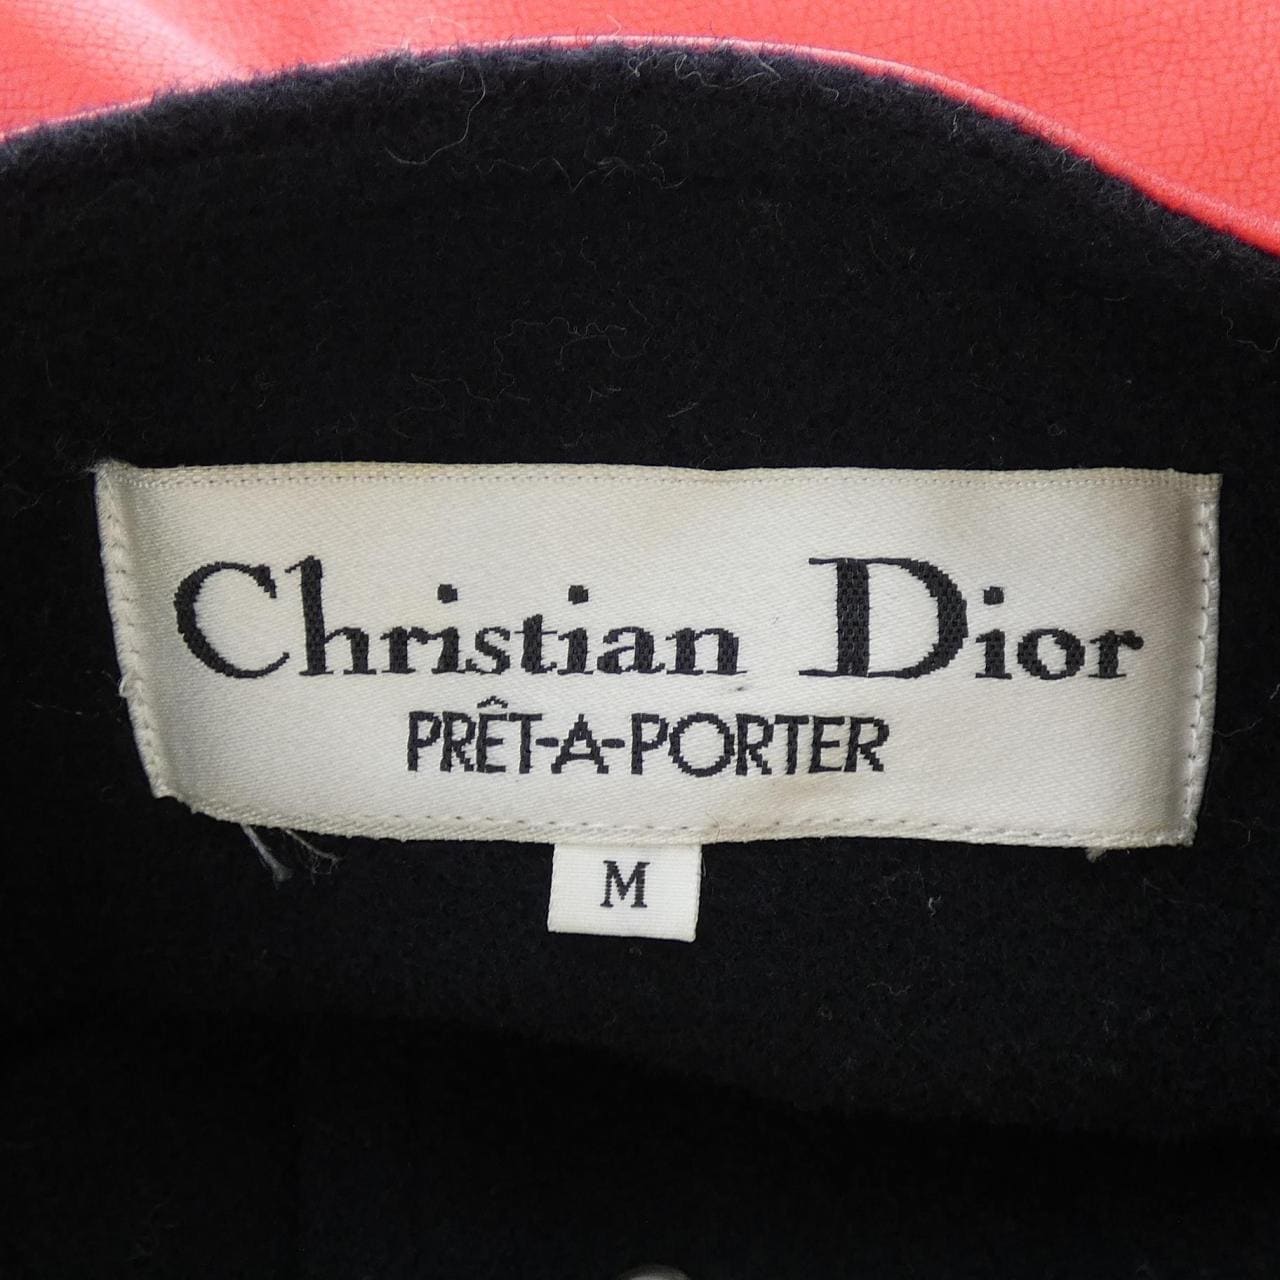 Christian Dior
PRÊT-A-PORTER
M